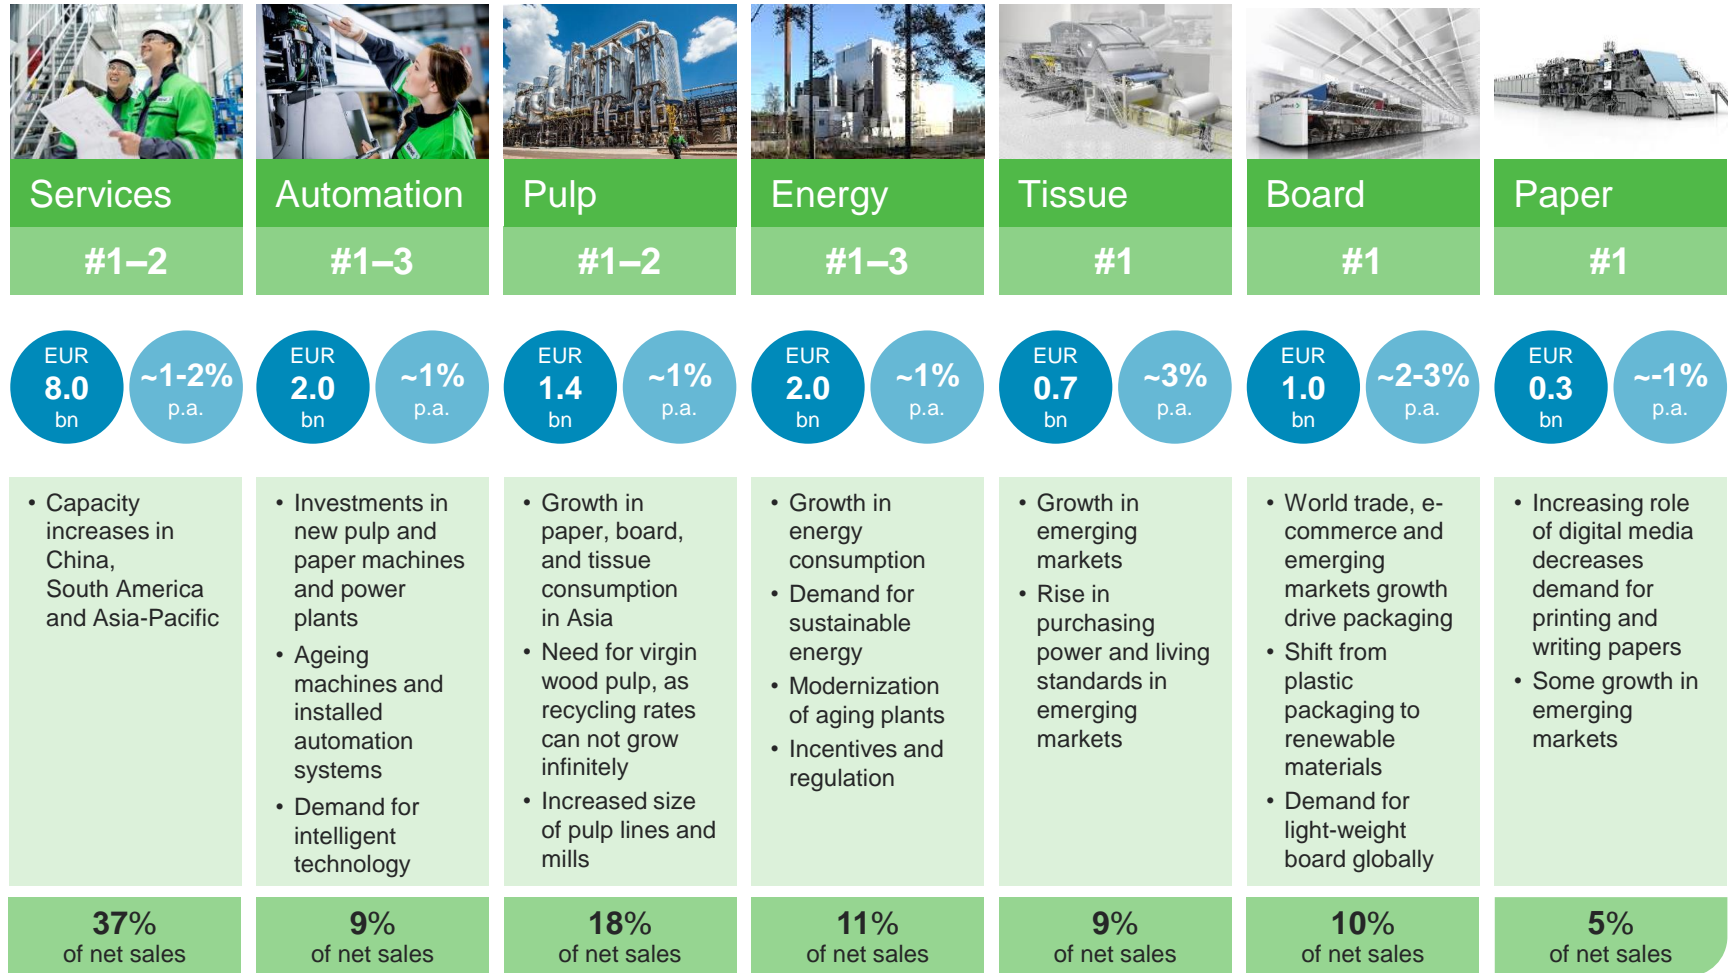 Services
#1–2
EUR
8.0
bn
~1-2%
p.a.
• Capacity
increases in
China,
South America
and Asia-Pacific
37%
of net sales
Automation
#1–3
EUR
2.0
bn
~1%
p.a.
• Investments in
new pulp and
paper machines
and power
plants
• Ageing
machines and
installed
automation
systems
• Demand for
intelligent
technology
9%
of net sales
Pulp
#1–2
EUR
1.4
bn
~1%
p.a.
• Growth in
paper, board,
and tissue
consumption
in Asia
• Need for virgin
wood pulp, as
recycling rates
can not grow
infinitely
• Increased size
of pulp lines and
mills
18%
of net sales
Energy
#1–3
EUR
2.0
bn
~1%
p.a.
• Growth in
energy
consumption
• Demand for
sustainable
energy
• Modernization
of aging plants
• Incentives and
regulation
11%
of net sales
Tissue
#1
EUR
0.7
bn
~3%
p.a.
• Growth in
emerging
markets
• Rise in
purchasing
power and living
standards in
emerging
markets
9%
of net sales
Board
#1
EUR
1.0
bn
~2-3%
p.a.
• World trade, e-
commerce and
emerging
markets growth
drive packaging
• Shift from
plastic
packaging to
renewable
materials
• Demand for
light-weight
board globally
10%
of net sales
Paper
#1
EUR
0.3
bn
~-1%
p.a.
• Increasing role
of digital media
decreases
demand for
printing and
writing papers
• Some growth in
emerging
markets
5%
of net sales